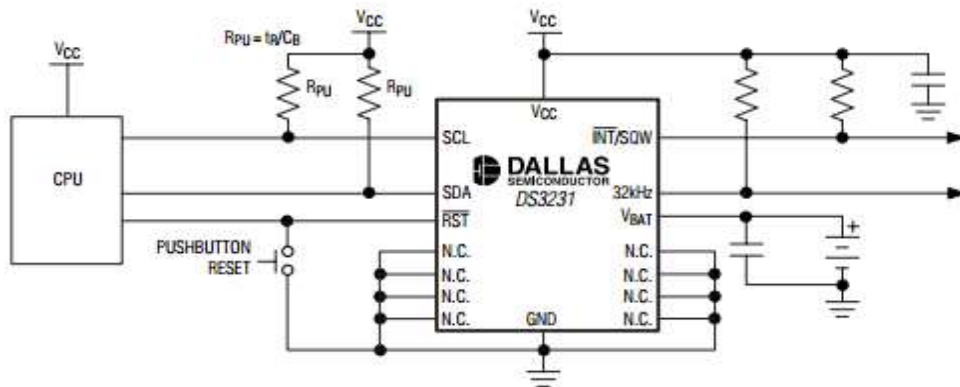 VCC
RPU = tR/CB
VCC
VCC
RPU
RPU
VCC
CPU
SCL
INT/SQW
DALLAS
SEMICONDUCTOR
DS3231
SDA
32kHz
RST
VBAT
+
PUSHBUTTON
RESET
N.C.
N.C.
N.C.
N.C.
N.C.
N.C.
N.C.
N.C.
GND